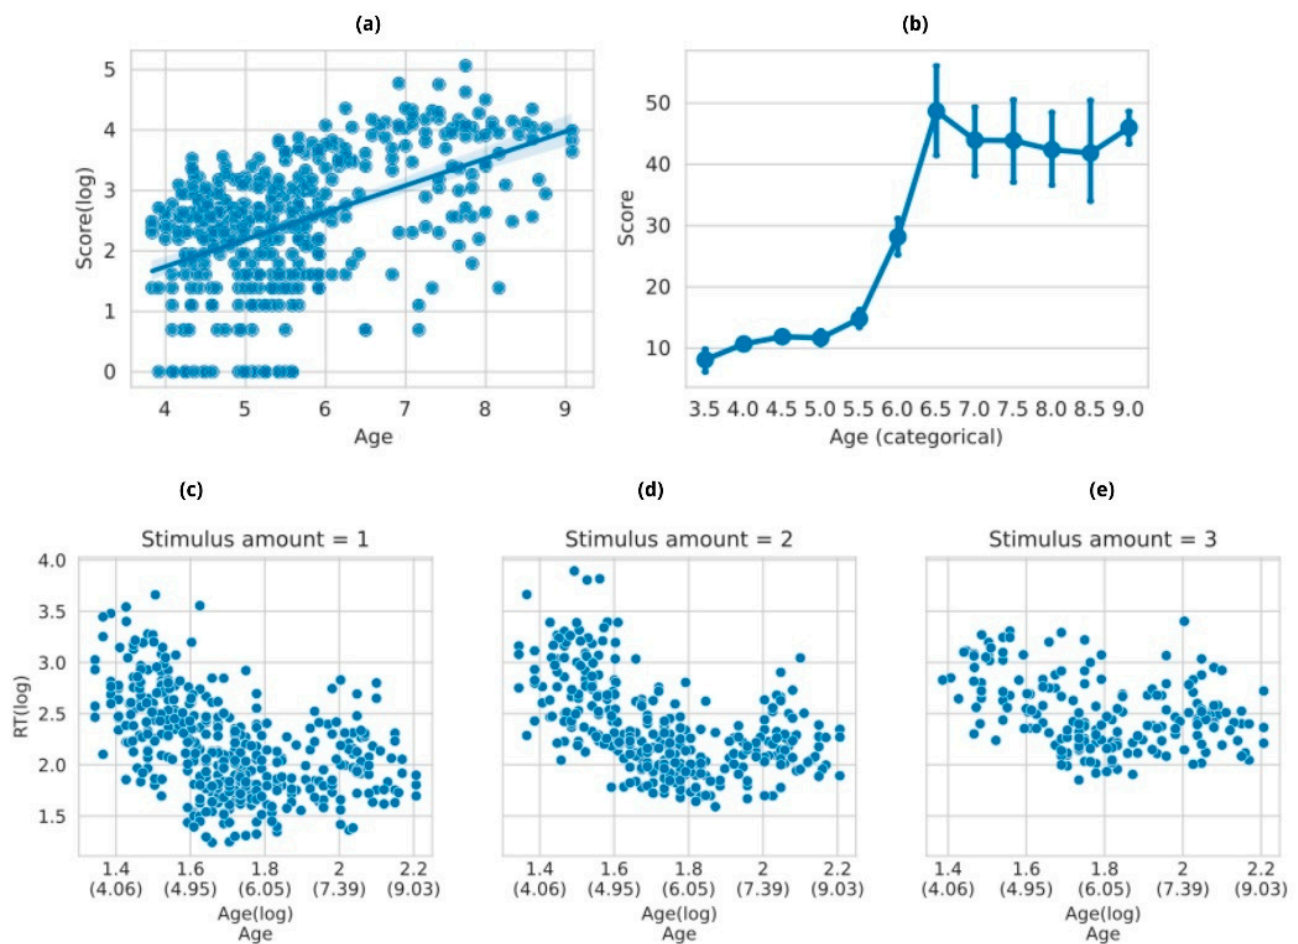 (a)
(b)
5
4
3
2
1
0
Score(log)
4 5 6 7 8 9
Age
50
40
30
20
10
Score
3.5 4.0 4.5 5.0 5.5 6.0 6.5 7.0 7.5 8.0 8.5 9.0
Age (categorical)
(c)
(d)
(e)
Stimulus amount = 1
Stimulus amount = 2
Stimulus amount = 3
4.0
3.5
3.0
2.5
2.0
1.5
RT(log)
1.4 1.6 1.8 2 2.2
(4.06) (4.95) (6.05) (7.39) (9.03)
Age(log)
Age
1.4 1.6 1.8 2 2.2
(4.06) (4.95) (6.05) (7.39) (9.03)
Age(log)
Age
1.4 1.6 1.8 2 2.2
(4.06) (4.95) (6.05) (7.39) (9.03)
Age(log)
Age